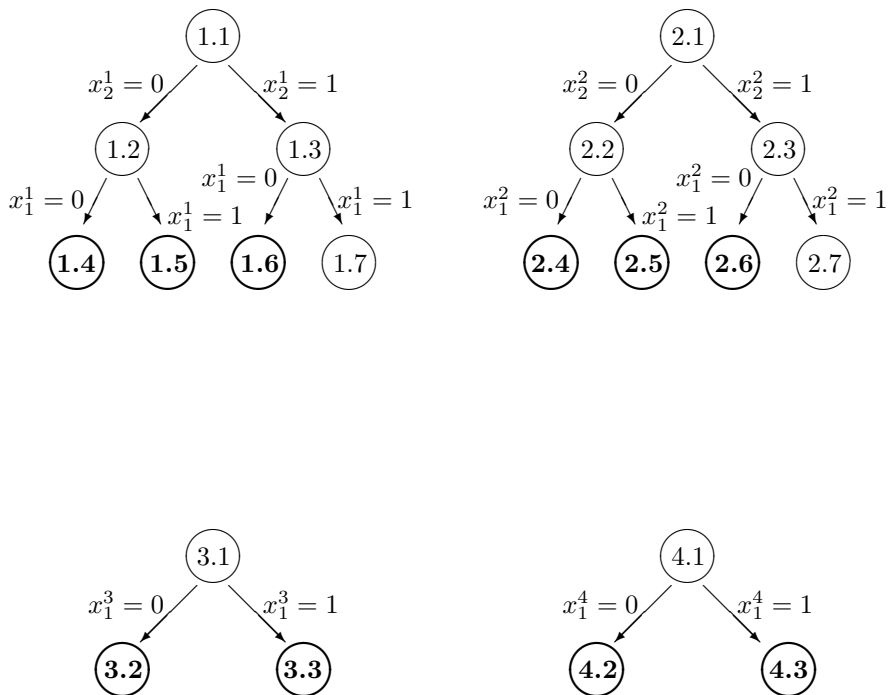 1.1
2.1
x_2^1 = 0
x_2^1 = 1
x_2^2 = 0
x_2^2 = 1
1.2
1.3
2.2
2.3
x_1^1 = 0
x_1^1 = 1
x_1^1 = 0
x_1^1 = 1
x_1^2 = 0
x_1^2 = 1
x_1^2 = 0
x_1^2 = 1
1.4
1.5
1.6
1.7
2.4
2.5
2.6
2.7
3.1
4.1
x_1^3 = 0
x_1^3 = 1
x_1^4 = 0
x_1^4 = 1
3.2
3.3
4.2
4.3